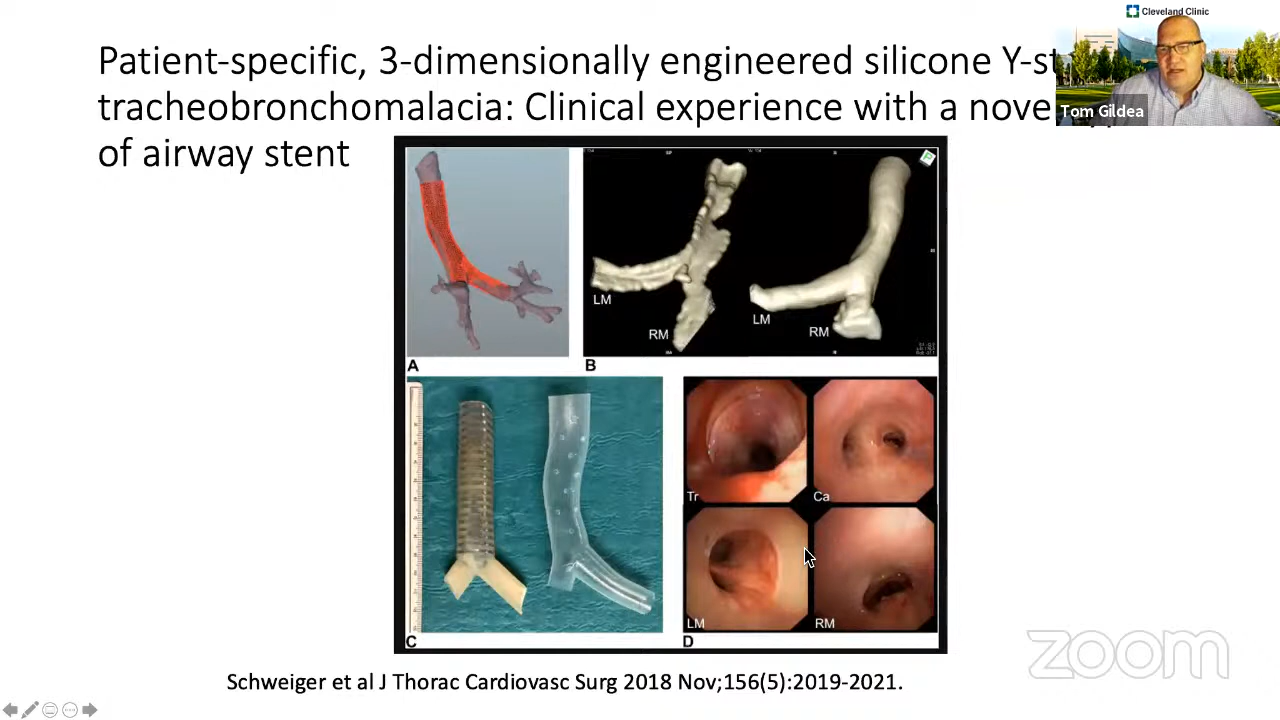 Cleveland Clinic
Patient-specific, 3-dimensionally engineered silicone Y-st
tracheobronchomalacia: Clinical experience with a nove
of airway stent
Tom Gildea
LM
RM
LM
RM
A
B
Tr
Ca
LM
RM
C
D
zoom
Schweiger et al J Thorac Cardiovasc Surg 2018 Nov;156(5):2019-2021.